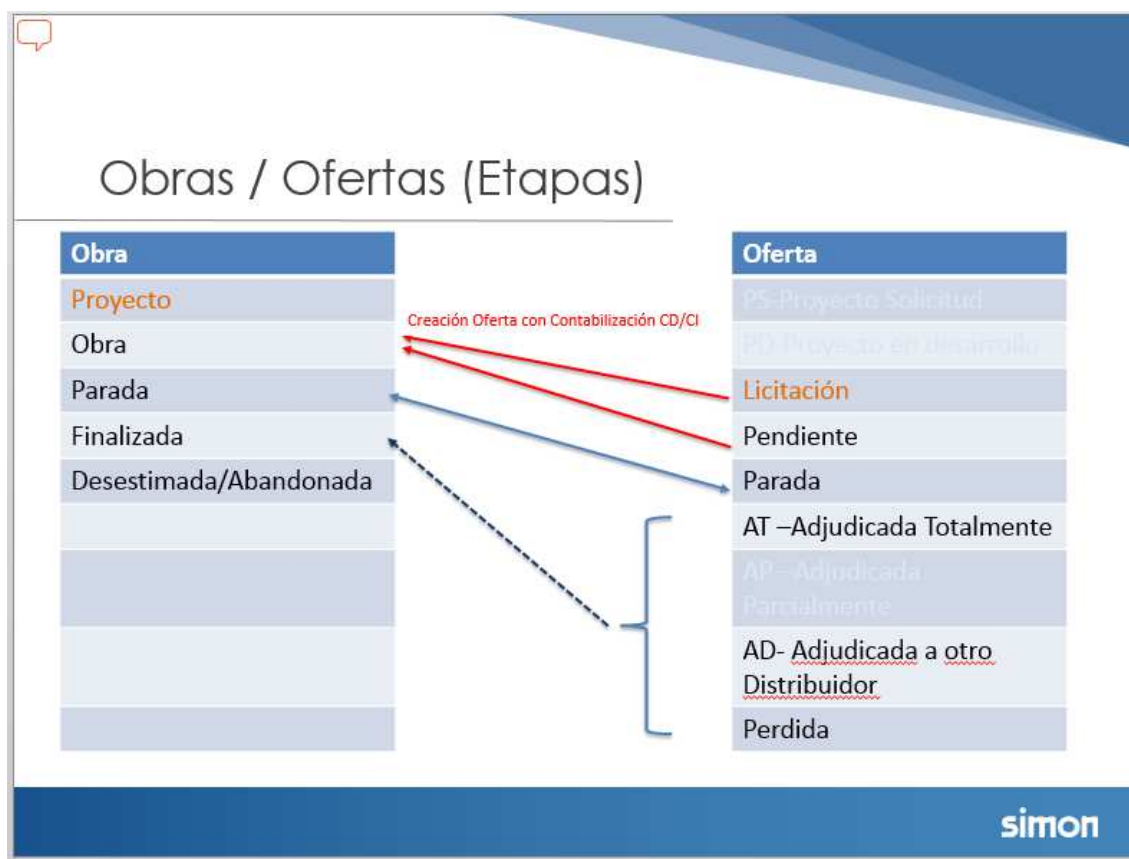 Obras / Ofertas (Etapas)
Obra
Proyecto
Obra
Parada
Finalizada
Desestimada/Abandonada
Creación Oferta con Contabilización CD/CI
Oferta
PS-Proyecto Solicitud
PD-Proyecto en desarrollo
Licitación
Pendiente
Parada
AT –Adjudicada Totalmente
AP –Adjudicada
Parcialmente
AD- Adjudicada a otro
Distribuidor
Perdida
simon